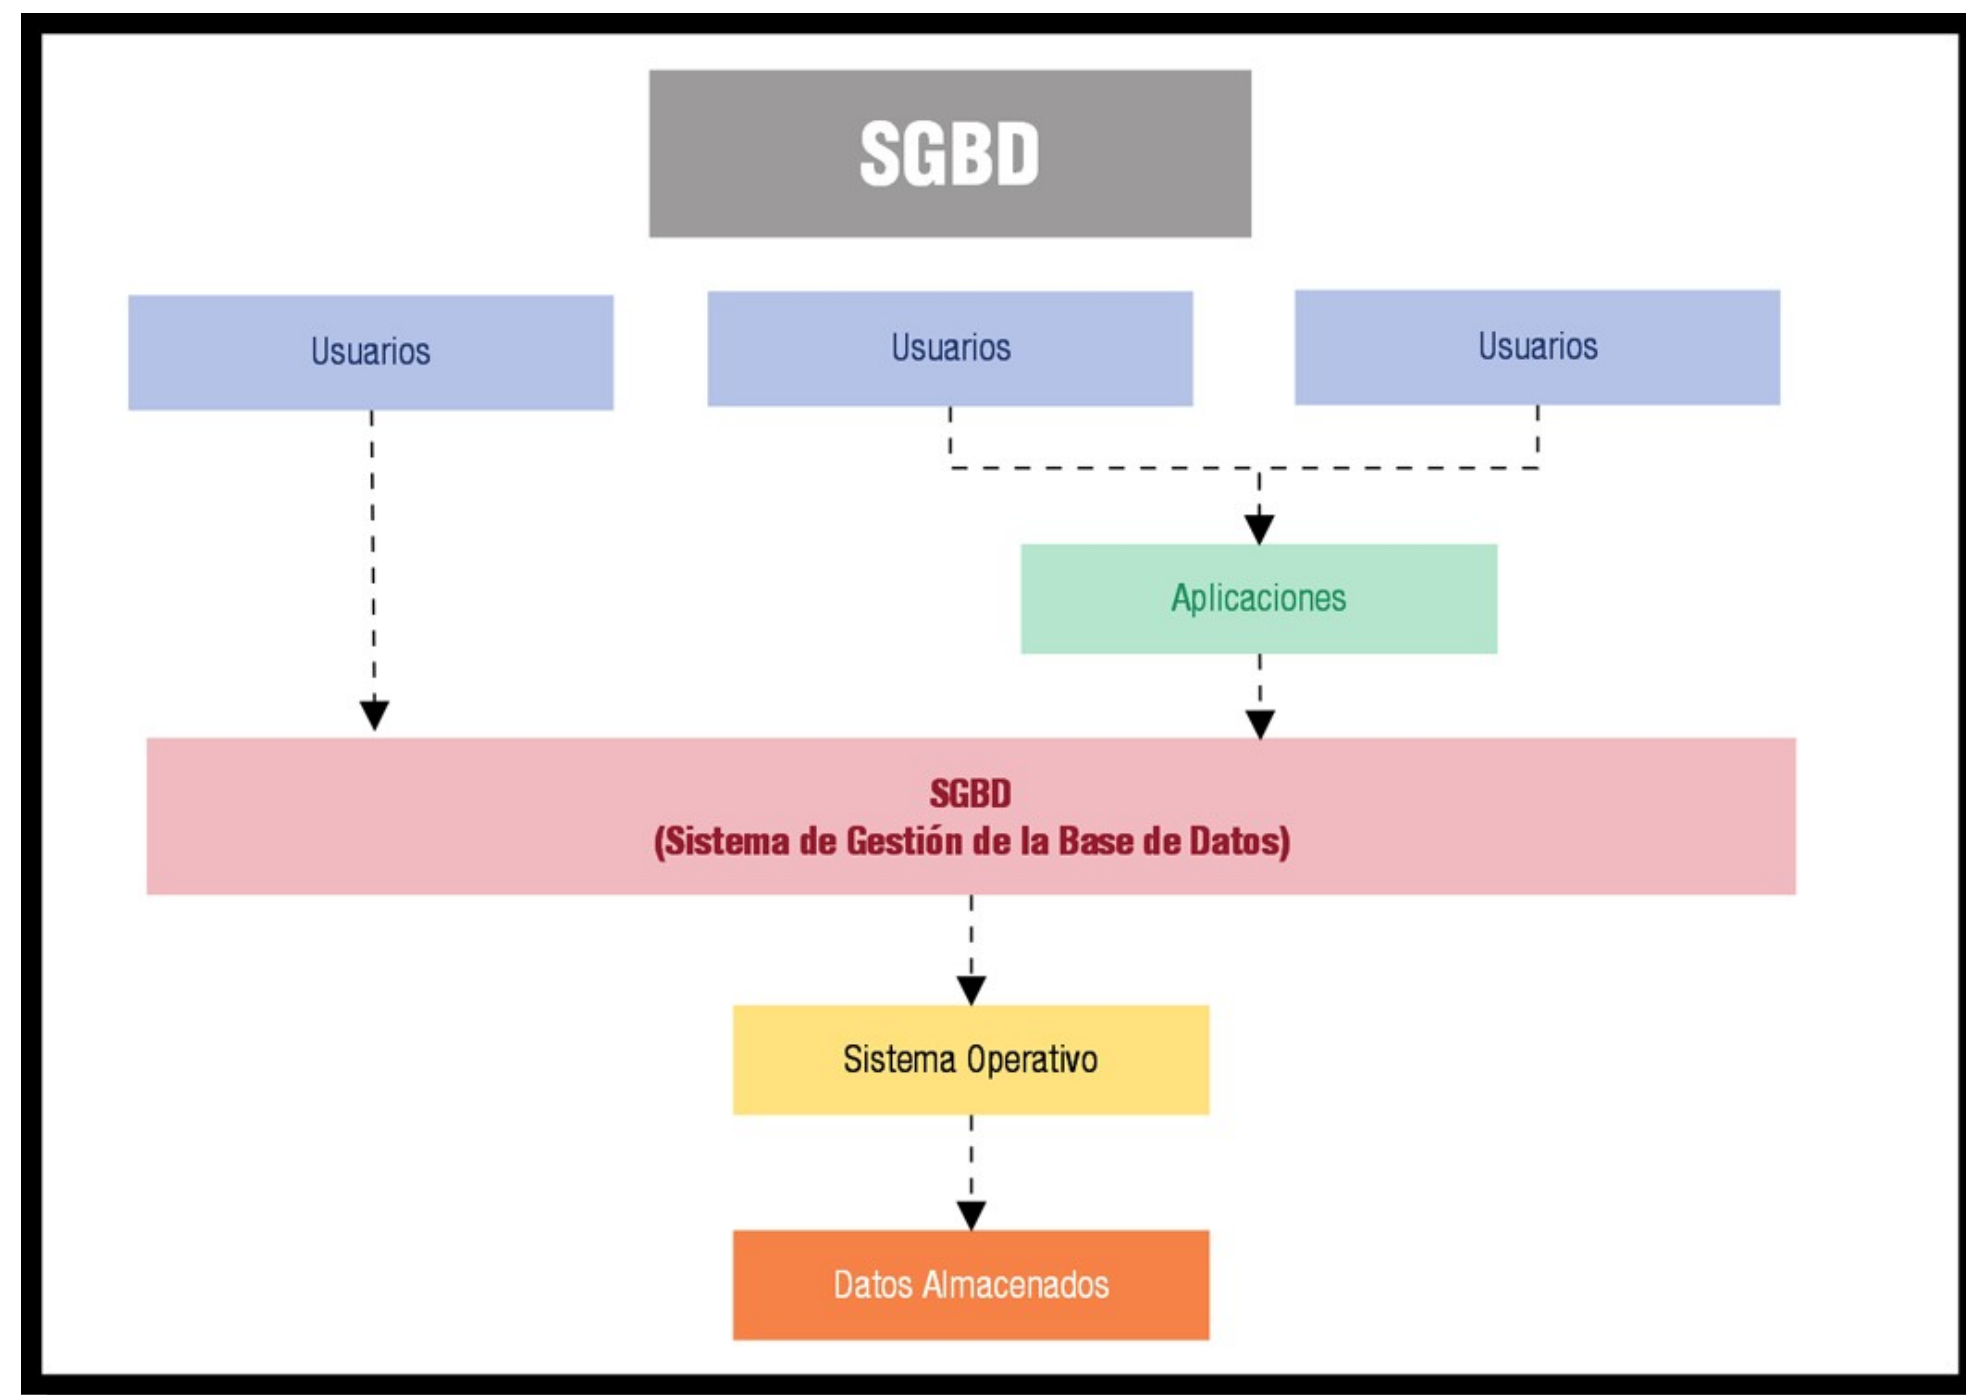 SGBD
Usuarios
Usuarios
Usuarios
Aplicaciones
SGBD
(Sistema de Gestión de la Base de Datos)
Sistema Operativo
Datos Almacenados